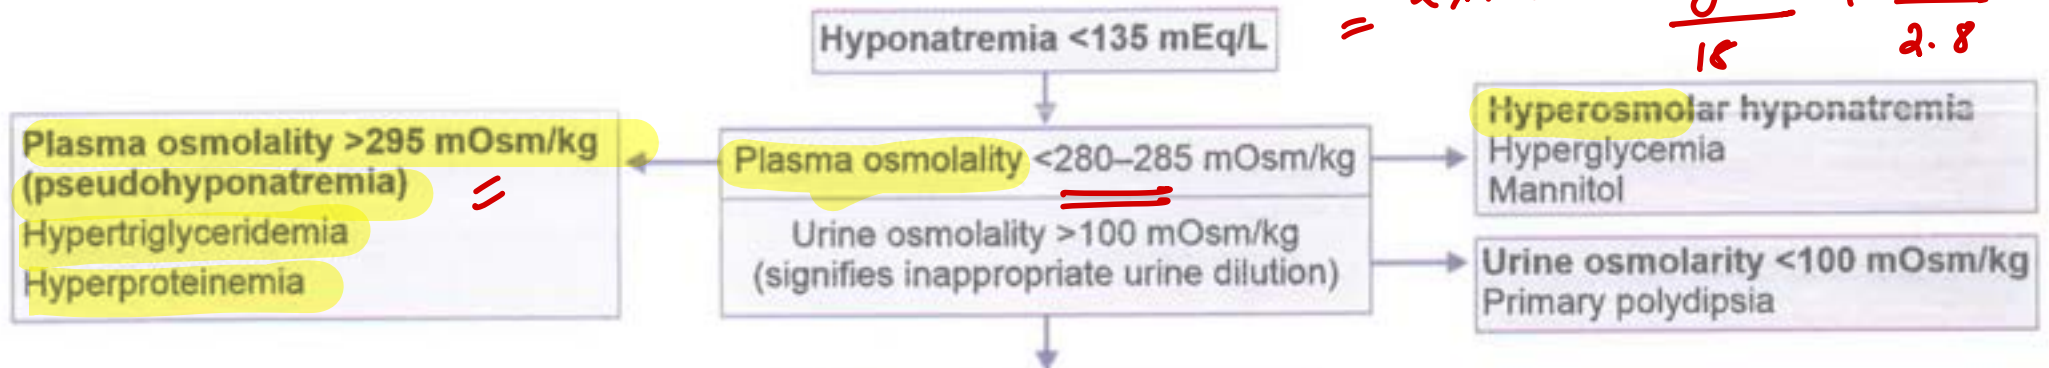 Hyponatremia <135 mEq/L
=
18
2.8
Plasma osmolality >295 mOsm/kg
(pseudohyponatremia)
Hypertriglyceridemia
Hyperproteinemia
Plasma osmolality <280–285 mOsm/kg
Urine osmolality >100 mOsm/kg
(signifies inappropriate urine dilution)
Hyperosmolar hyponatremia
Hyperglycemia
Mannitol
Urine osmolarity <100 mOsm/kg
Primary polydipsia